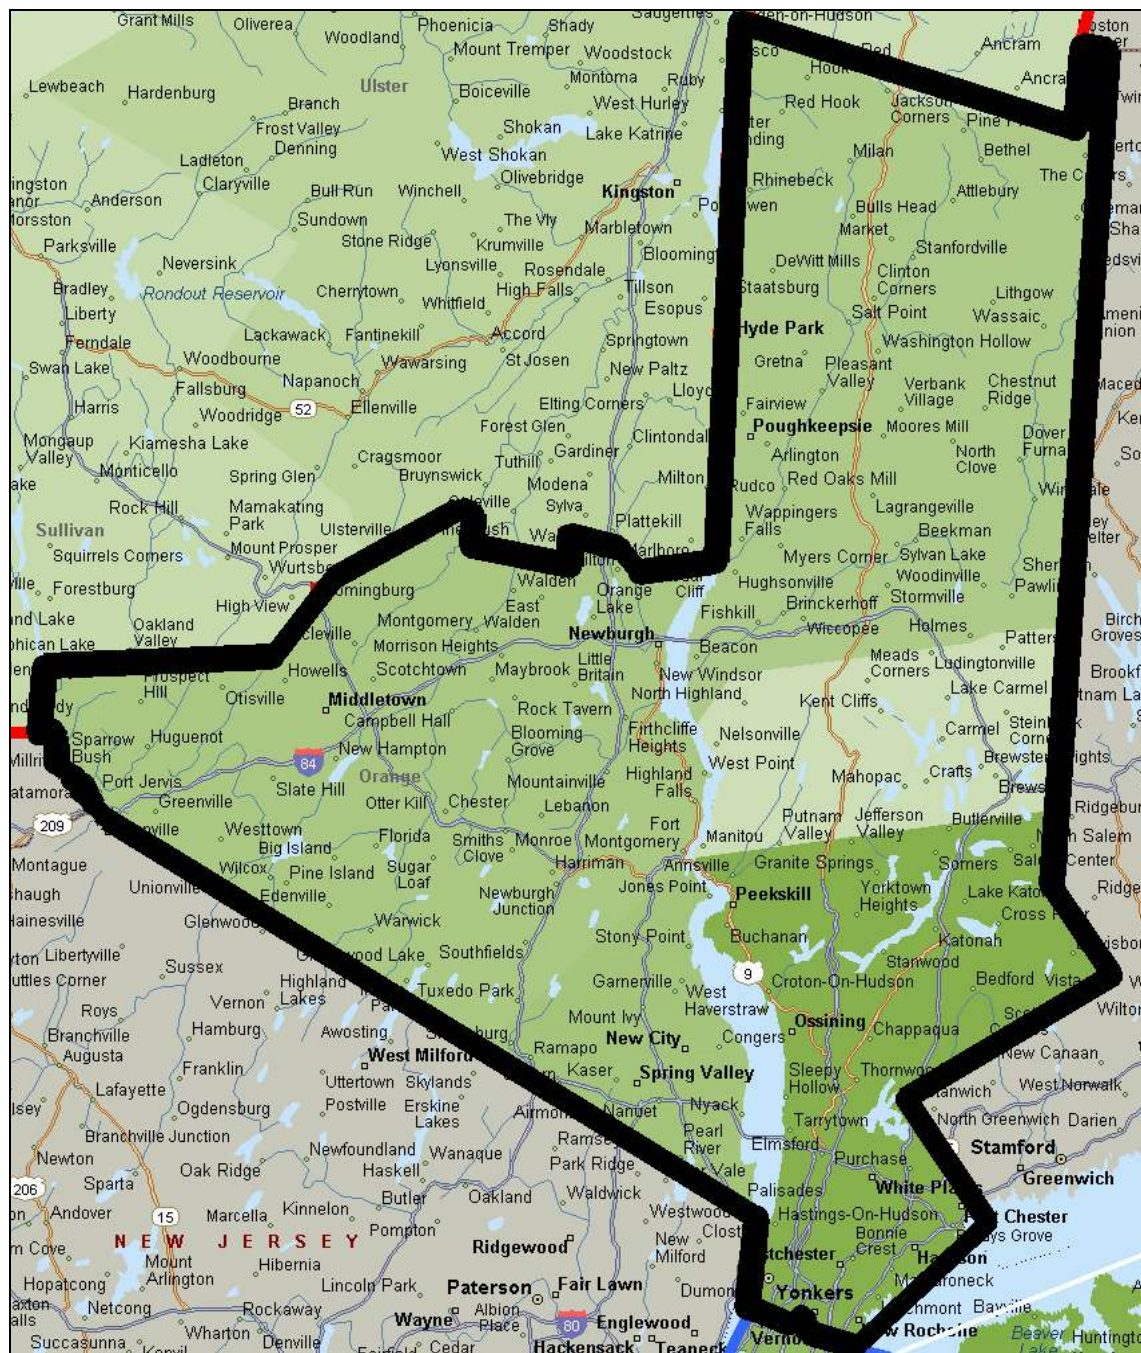 Grant Mills
Oliverea
Phoenicia
Shady
Woodland
Mount Tremper
Woodstock
Ancram
Lewbeach
Hardenburg
Ulster
Montoma
Ruby
Boiceville
West Hurley
Hook
Branch
Red Hook
Jackson
Corners
Frost Valley
Shokan
Lake Katrine
Denning
Ladleton
West Shokan
Milan
Bethel
Claryville
Olivebridge
Kingston
Rhinebeck
Anderson
Bull Run
Winchell
Attlebury
Sundown
The Vly
Marbletown
Bulls Head
Parksville
Stone Ridge
Krumville
Market
Stanfordville
Neversink
Lyonsville
Rosendale
DeWitt Mills
Clinton
Corners
Bradley
Rondout Reservoir
Cherrytown
High Falls
Tillson
Staatsburg
Lithgow
Liberty
Whitfield
Esopus
Salt Point
Wassaic
Ferndale
Lackawack
Fantinekill
Accord
Springtown
Hyde Park
Washington Hollow
Woodbourne
Wawarsing
St Josen
Gretna
Pleasant
Valley
Swan Lake
Fallsburg
Napanoch
New Paltz
Verbank
Village
Chestnut
Ridge
Harris
Woodridge
52
Ellenville
Elting Corners
Lloyd
Fairview
Mongaup
Valley
Kiamesha Lake
Forest Glen
Clintondal
Poughkeepsie
Moores Mill
Monticello
Spring Glen
Cragsmoor
Tuthill
Gardiner
Arlington
North
Clove
Rock Hill
Bruynswick
Modena
Milton
Red Oaks Mill
Mamakating
Park
Sylva
Wappingers
Falls
Lagrangeville
Sullivan
Ulsterville
Plattekill
Beekman
Squirrels Corners
Mount Prosper
Myers Corner
Sylvan Lake
Forestburg
Walden
Orange
Lake
Hughsonville
Woodinville
High View
East
Walden
Cliff
Fishkill
Brinckerhoff
Stormville
Oakland
Valley
Montgomery
Newburgh
Wiccopee
Holmes
Morrison Heights
Beacon
Howells
Scotchtown
Maybrook
Little
Britain
New Windsor
Meads
Corners
Ludingtonville
Otisville
Middletown
North Highland
Kent Cliffs
Lake Carmel
Campbell Hall
Rock Tavern
Firthcliffe
Heights
Nelsonville
Carmel
Sparrow
Bush
Huguenot
New Hampton
Blooming
Grove
West Point
84
Orange
Port Jervis
Slate Hill
Mountainville
Highland
Falls
Mahopac
Crafts
Greenville
Otter Kill
Chester
Lebanon
Putnam
Valley
Jefferson
Valley
Butlerville
209
Westtown
Florida
Smiths
Clove
Monroe
Fort
Montgomery
Manitou
Montague
Big Island
Harriman
Annsville
Granite Springs
Somers
Wilcox
Pine Island
Sugar
Loaf
Jones Point
Unionville
Edenville
Newburgh
Junction
Peekskill
Yorktown
Heights
Warwick
Stony Point
Buchanan
Katonah
Libertyville
Southfields
Stanwood
Sussex
Garnerville
9
Croton-On-Hudson
Bedford
Vista
Highland
Lakes
Tuxedo Park
West
Haverstraw
Vernon
Roys
Mount Ivy
Ossining
Branchville
Hamburg
Awosting
Congers
Chappaqua
Augusta
West Milford
Ramapo
New City
New Canaan
Franklin
Kaser
Spring Valley
Sleepy
Hollow
Lafayette
Uttertown
Skylands
West Norwalk
Ogdensburg
Postville
Erskine
Lakes
Nanuet
Nyack
Tarrytown
North Greenwich
Darien
Branchville Junction
Pearl
River
Elmsford
Stamford
Newton
Newfoundland
Wanaque
Purchase
Oak Ridge
Haskell
Park Ridge
Greenwich
206
Sparta
Butler
Oakland
Waldwick
Palisades
Andover
15
Marcella
Kinnelon
Pompton
Hastings-On-Hudson
NEW JERSEY
Ridgewood
New
Milford
Bonnie
Crest
Mount
Arlington
Hibernia
Hopatcong
Lincoln Park
Paterson
Fair Lawn
Yonkers
Netcong
Rockaway
Wayne
Albion
Place
80
Englewood
Bayville
Succasunna
Wharton
Denville
Cedar
Hackensack
Teaneck
Beaver
Lake